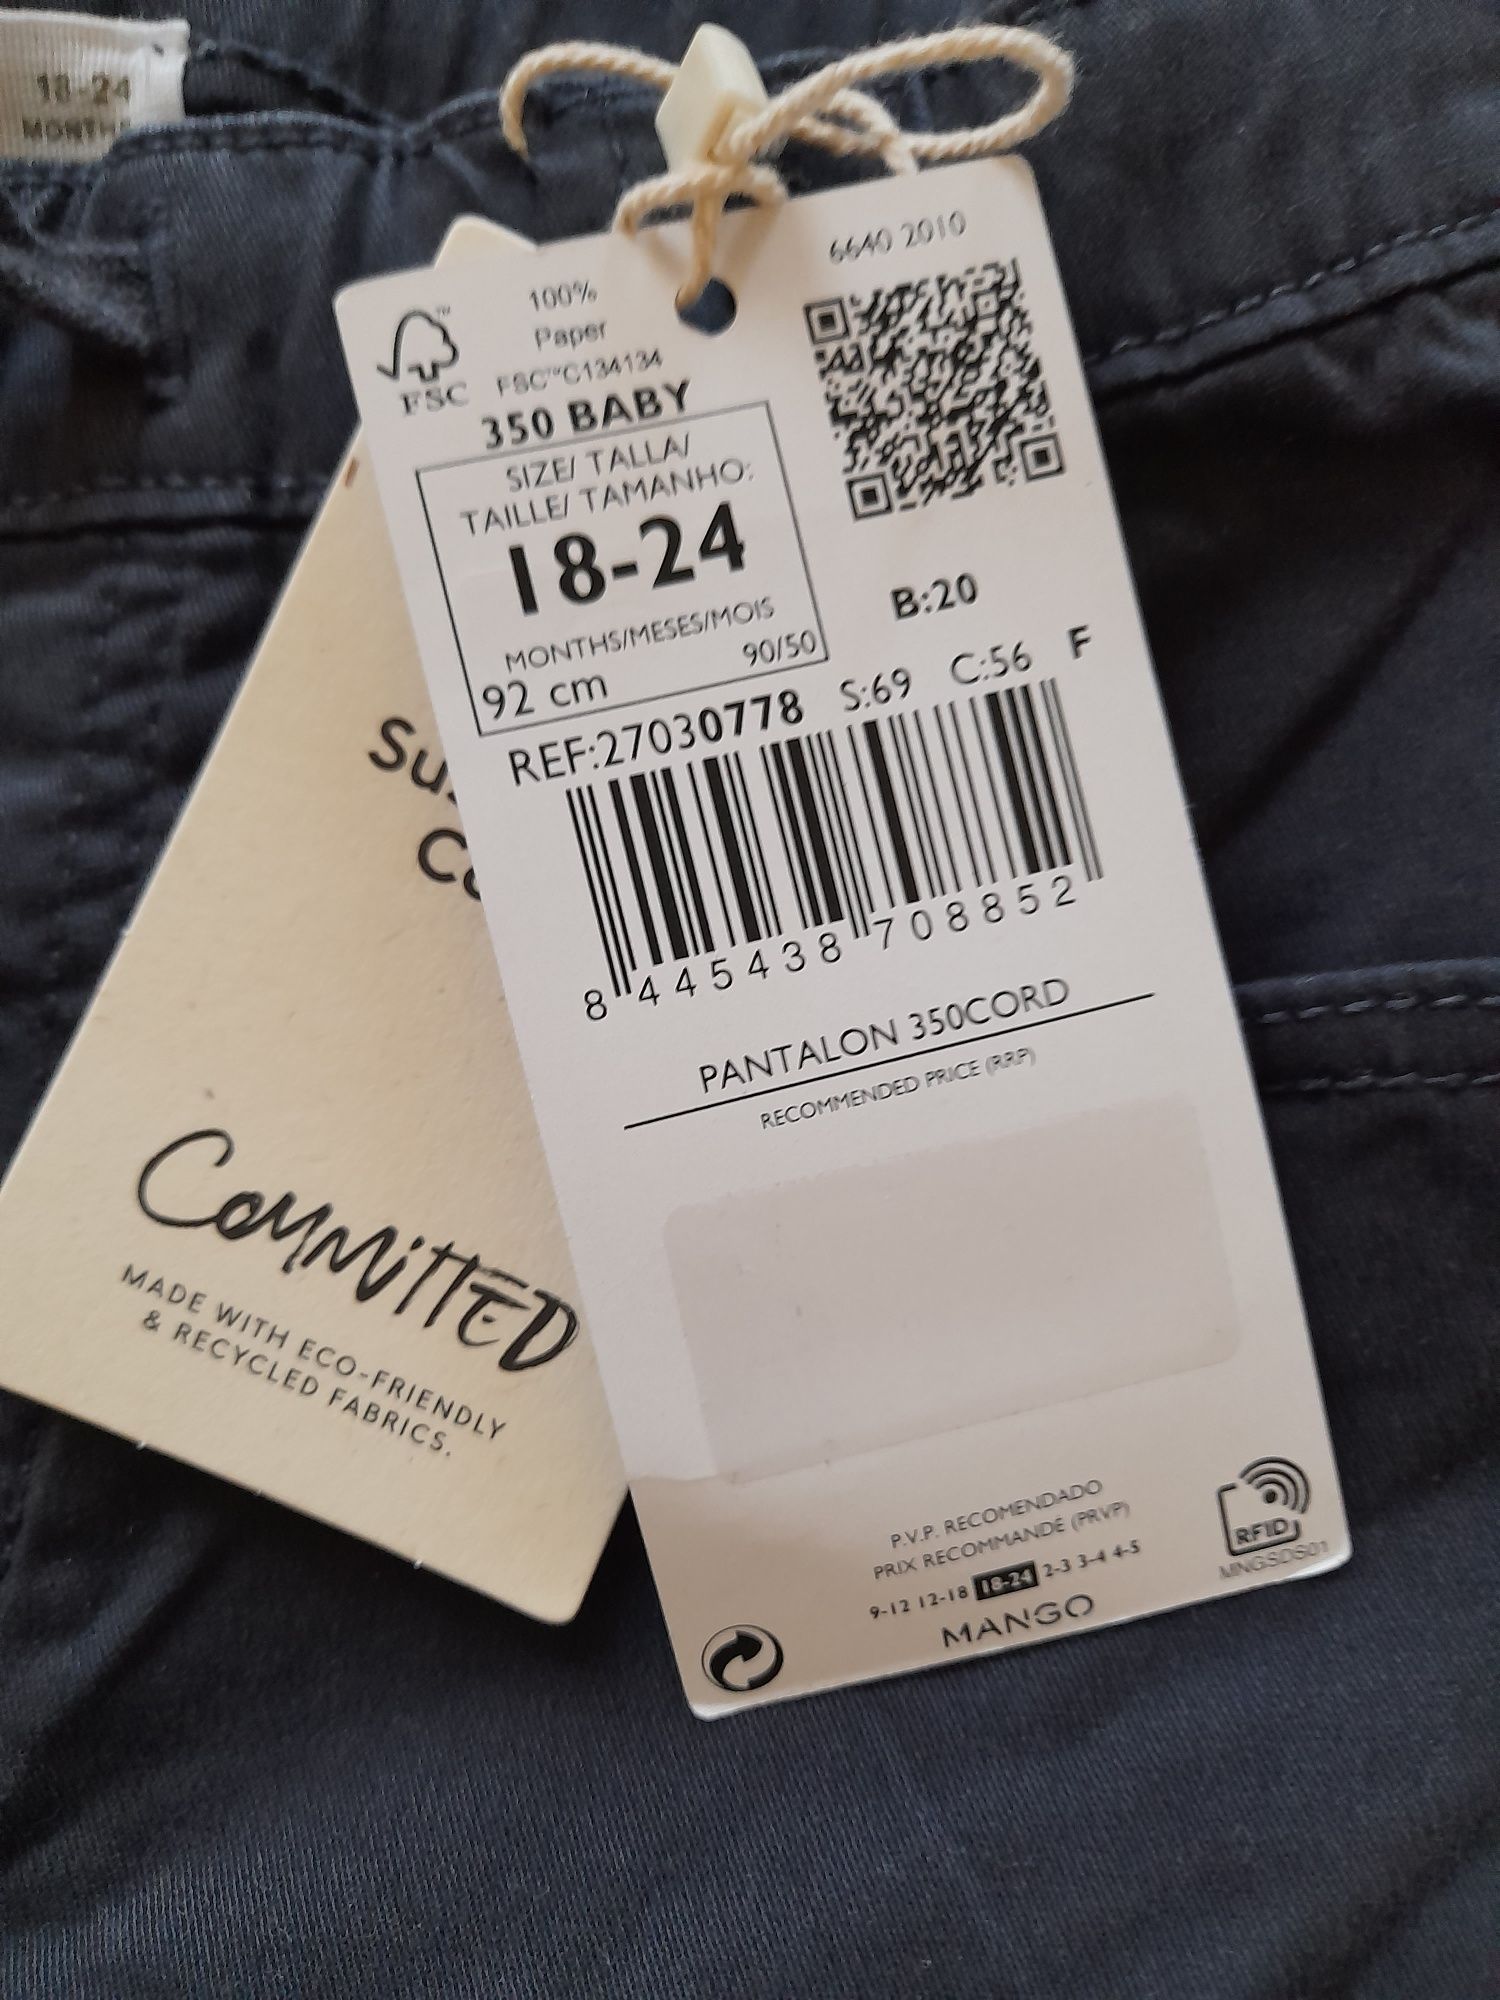 18-24
MONTHS
6640 2010
100%
Paper
FSC™C134134
FSC™
350 BABY
SIZE/ TALLA/
TAILLE/ TAMANHO:
18-24
MONTHS/MESES/MOIS
90/50
92 cm
B:20
REF:27030778 S:69 C:56 F
8 445438 708852
PANTALON 350CORD
RECOMMENDED PRICE (RRP)
P.V.P. RECOMENDADO
PRIX RECOMMANDÉ (PRVP)
9-12 12-18 18-24 2-3 3-4 4-5
MANGO
RFID
MNGSDS01
COMMITTED
MADE WITH ECO-FRIENDLY
& RECYCLED FABRICS.